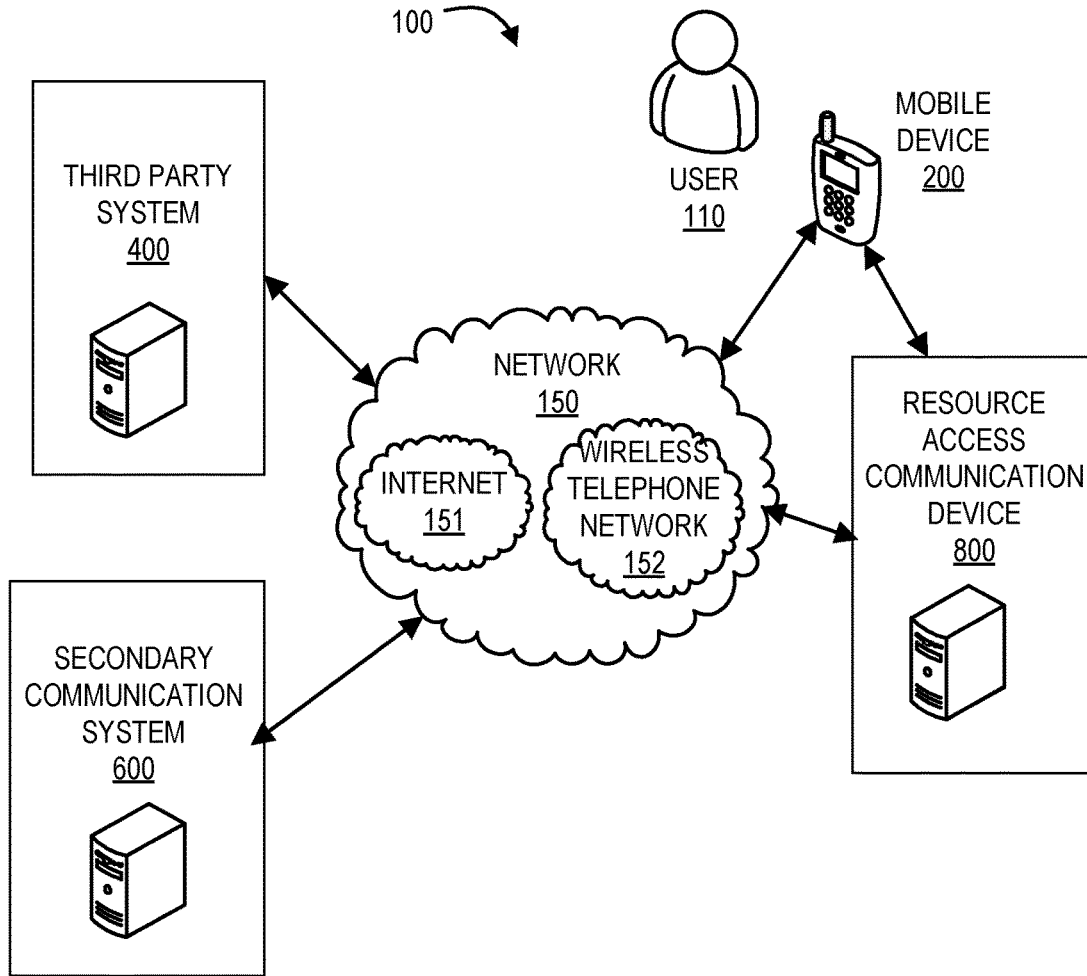 100
USER
110
MOBILE
DEVICE
200
THIRD PARTY
SYSTEM
400
NETWORK
150
INTERNET
151
WIRELESS
TELEPHONE
NETWORK
152
RESOURCE
ACCESS
COMMUNICATION
DEVICE
800
SECONDARY
COMMUNICATION
SYSTEM
600